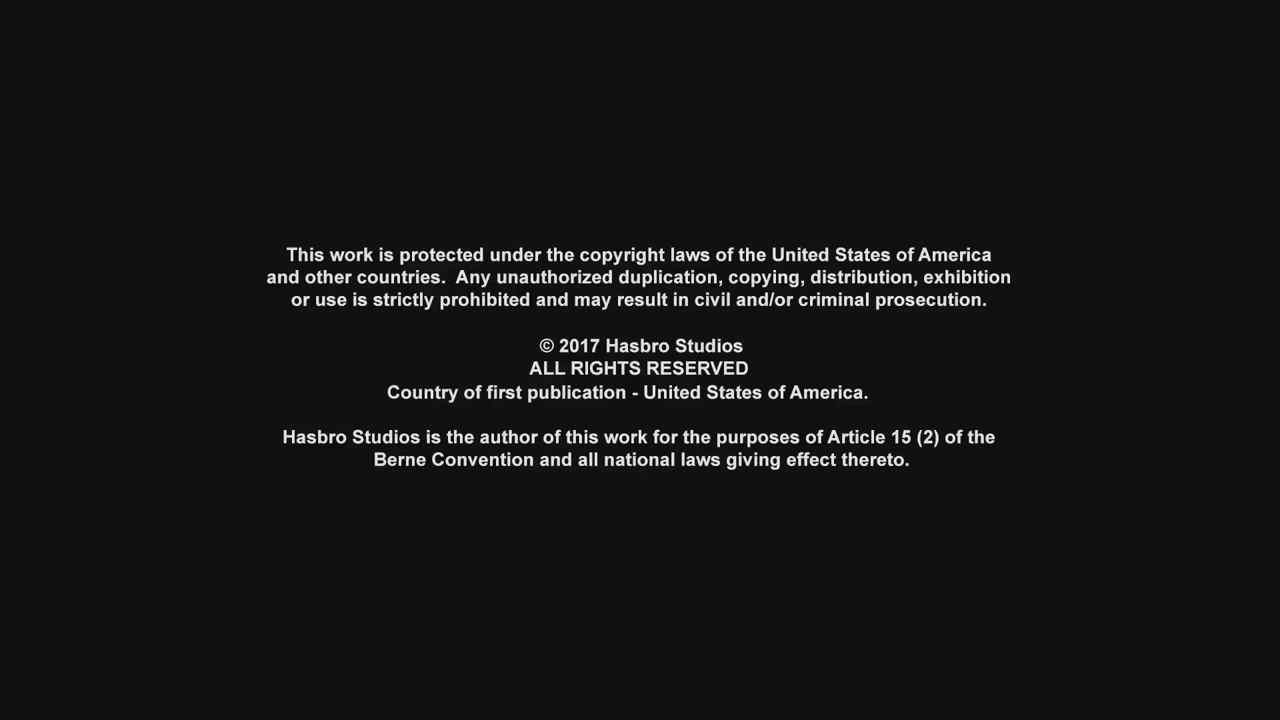 This work is protected under the copyright laws of the United States of America
and other countries.  Any unauthorized duplication, copying, distribution, exhibition
or use is strictly prohibited and may result in civil and/or criminal prosecution.
© 2017 Hasbro Studios
ALL RIGHTS RESERVED
Country of first publication - United States of America.
Hasbro Studios is the author of this work for the purposes of Article 15 (2) of the
Berne Convention and all national laws giving effect thereto.